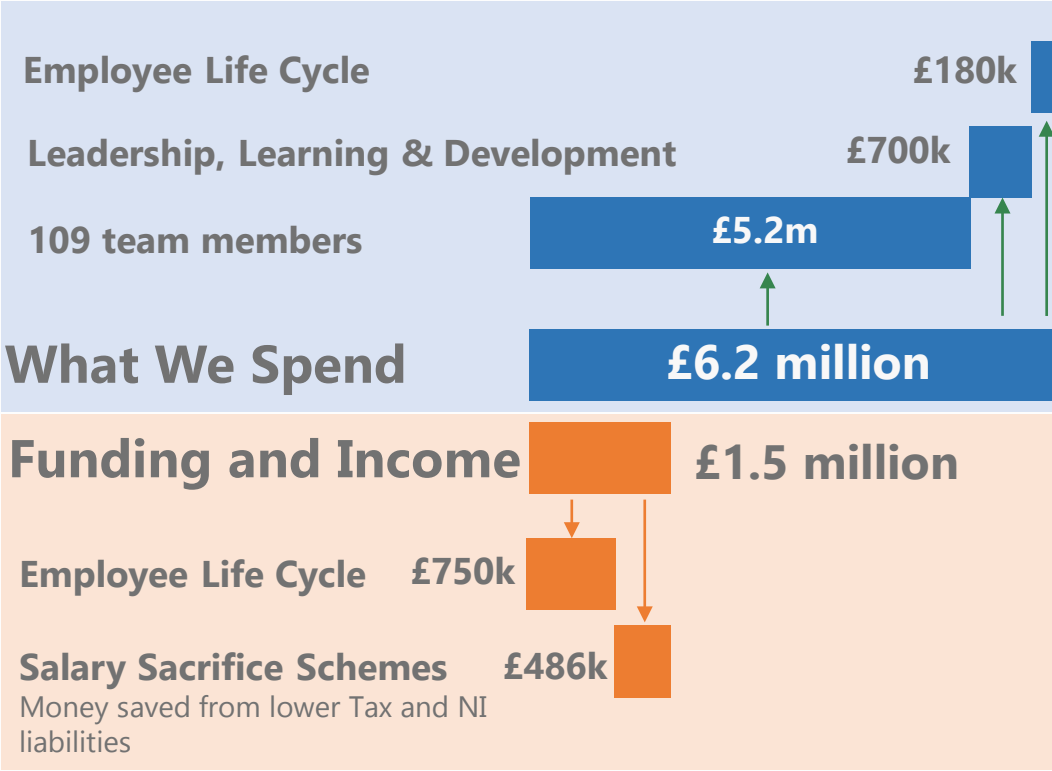 Employee Life Cycle £180k
Leadership, Learning & Development £700k
109 team members £5.2m
What We Spend £6.2 million
Funding and Income £1.5 million
Employee Life Cycle £750k
Salary Sacrifice Schemes £486k
Money saved from lower Tax and NI
liabilities